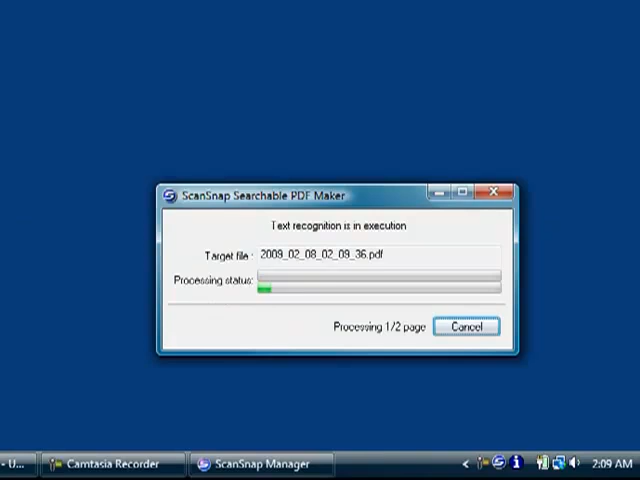 ScanSnap Searchable PDF Maker
Text recognition is in execution
Target file : 2009_02_08_02_09_36.pdf
Processing status:
Processing 1/2 page Cancel
- U... Camtasia Recorder ScanSnap Manager < 2:09 AM